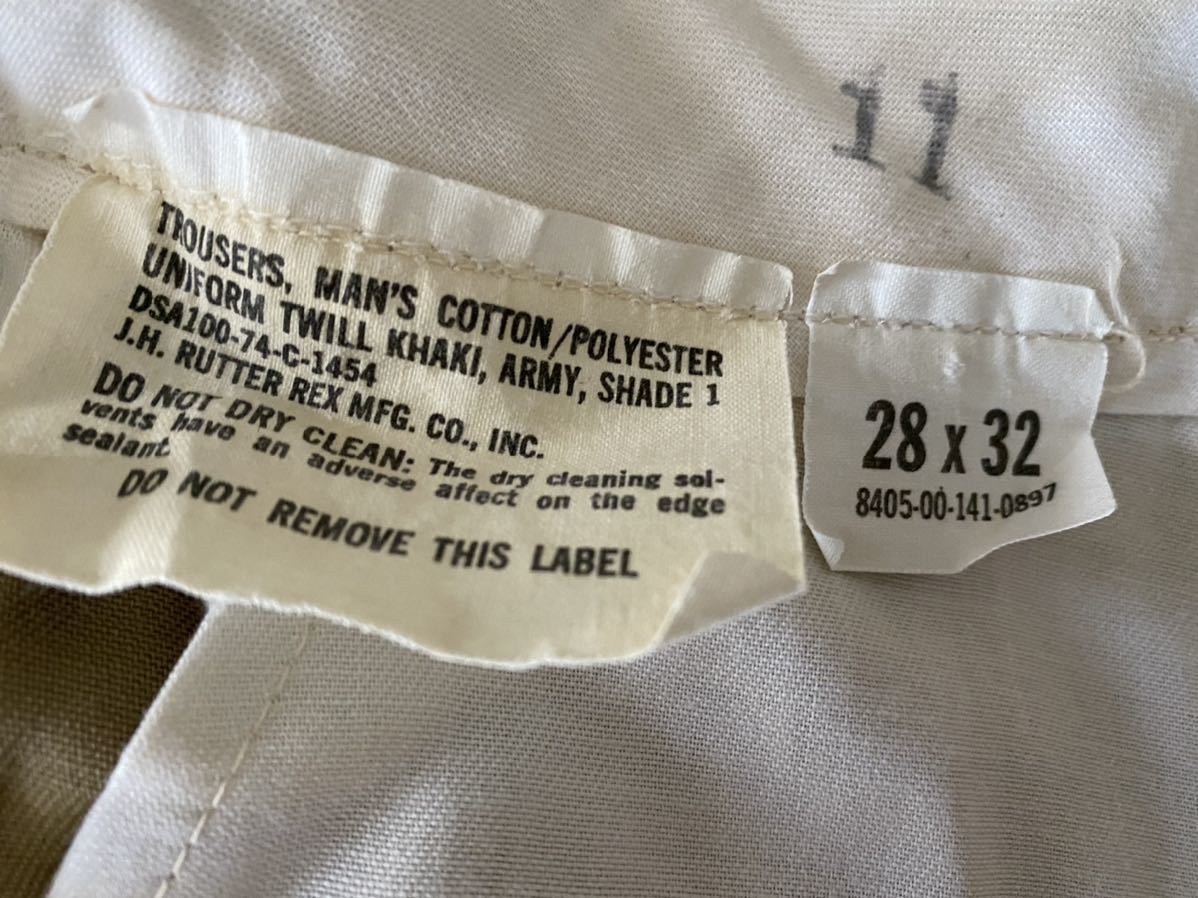 11
TROUSERS, MAN'S COTTON/POLYESTER
UNIFORM TWILL KHAKI, ARMY, SHADE 1
DSA100-74-C-1454
J.H. RUTTER REX MFG. CO., INC.
DO NOT DRY CLEAN: The dry cleaning sol-
vents have an adverse affect on the edge
sealant.
DO NOT REMOVE THIS LABEL
28 x 32
8405-00-141-0897